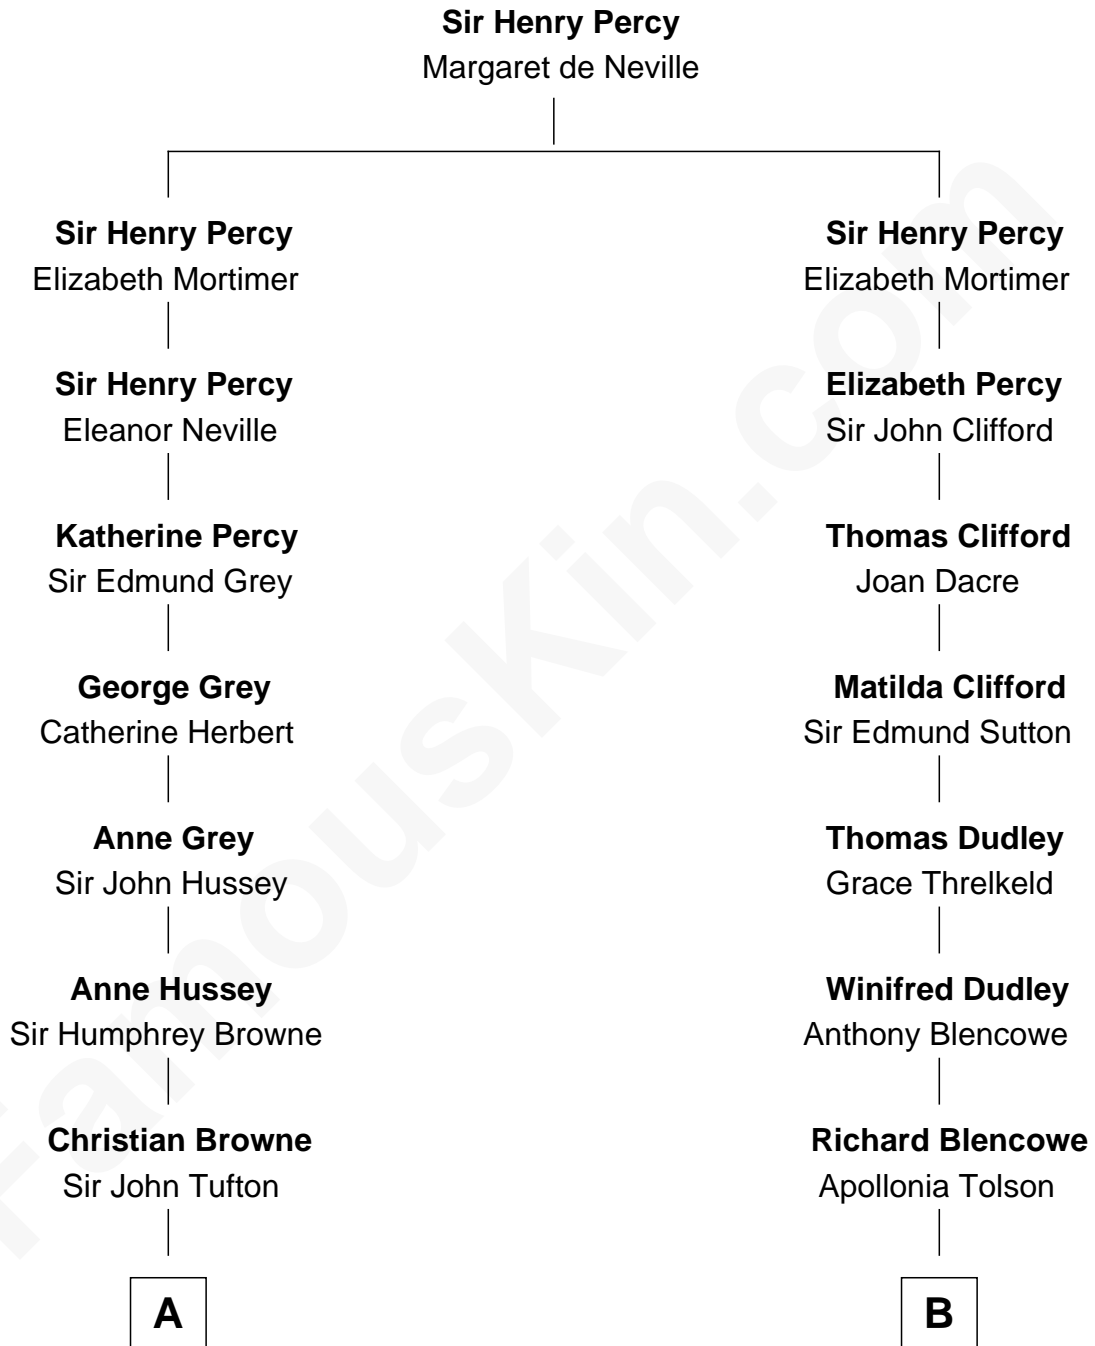 Sir Henry Percy
Margaret de Neville
Sir Henry Percy
Elizabeth Mortimer
Sir Henry Percy
Eleanor Neville
Katherine Percy
Sir Edmund Grey
George Grey
Catherine Herbert
Anne Grey
Sir John Hussey
Anne Hussey
Sir Humphrey Browne
Christian Browne
Sir John Tufton
A
Sir Henry Percy
Elizabeth Mortimer
Elizabeth Percy
Sir John Clifford
Thomas Clifford
Joan Dacre
Matilda Clifford
Sir Edmund Sutton
Thomas Dudley
Grace Threlkeld
Winifred Dudley
Anthony Blencowe
Richard Blencowe
Apollonia Tolson
B
FamousKin.com